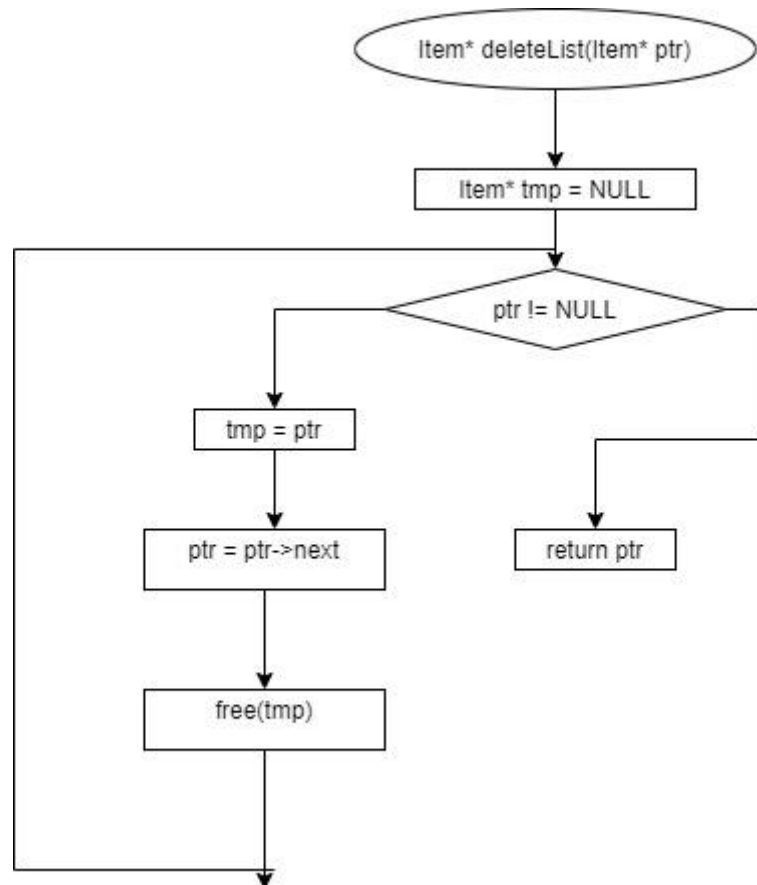 Item* deleteList(Item* ptr)
Item* tmp = NULL
ptr != NULL
tmp = ptr
ptr = ptr->next
return ptr
free(tmp)